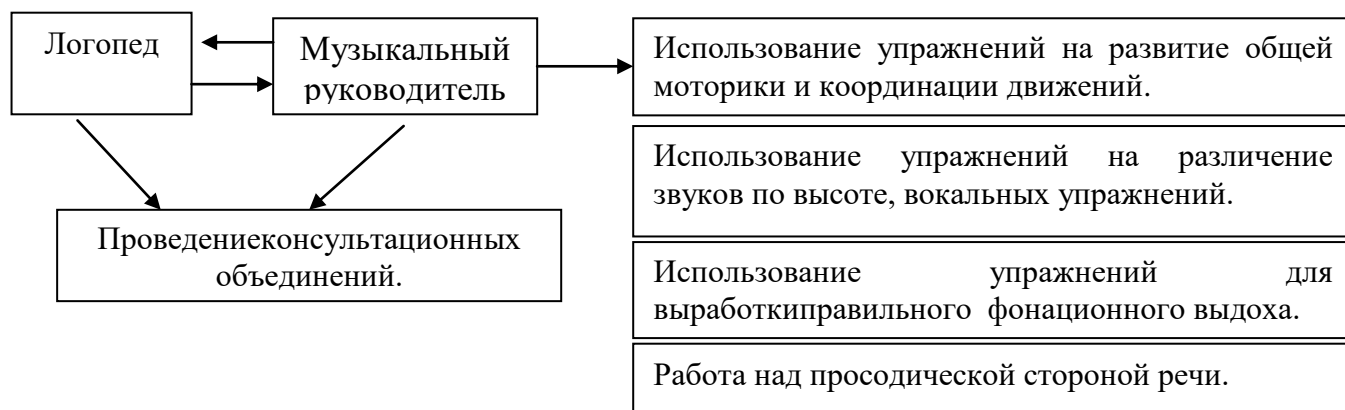 Логопед
Музыкальный
руководитель
Использование упражнений на развитие общей
моторики и координации движений.
Использование упражнений на различение
звуков по высоте, вокальных упражнений.
Проведениеконсультационных
объединений.
Использование упражнений для
выработкиправильного фонационного выдоха.
Работа над просодической стороной речи.